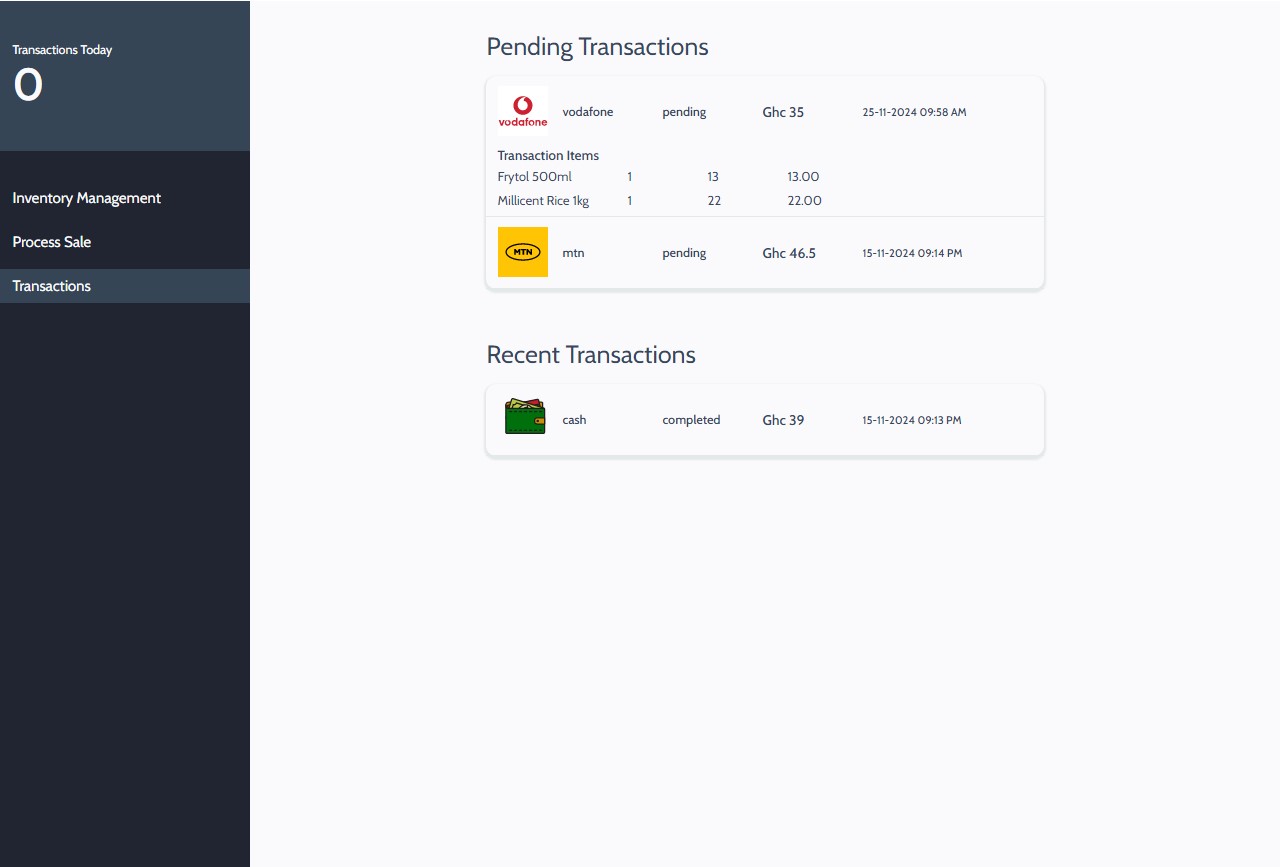 Transactions Today
0
Inventory Management
Process Sale
Transactions
Pending Transactions
vodafone vodafone pending Ghc 35 25-11-2024 09:58 AM
Transaction Items
Frytol 500ml 1 13 13.00
Millicent Rice 1kg 1 22 22.00
MTN mtn pending Ghc 46.5 15-11-2024 09:14 PM
Recent Transactions
cash completed Ghc 39 15-11-2024 09:13 PM